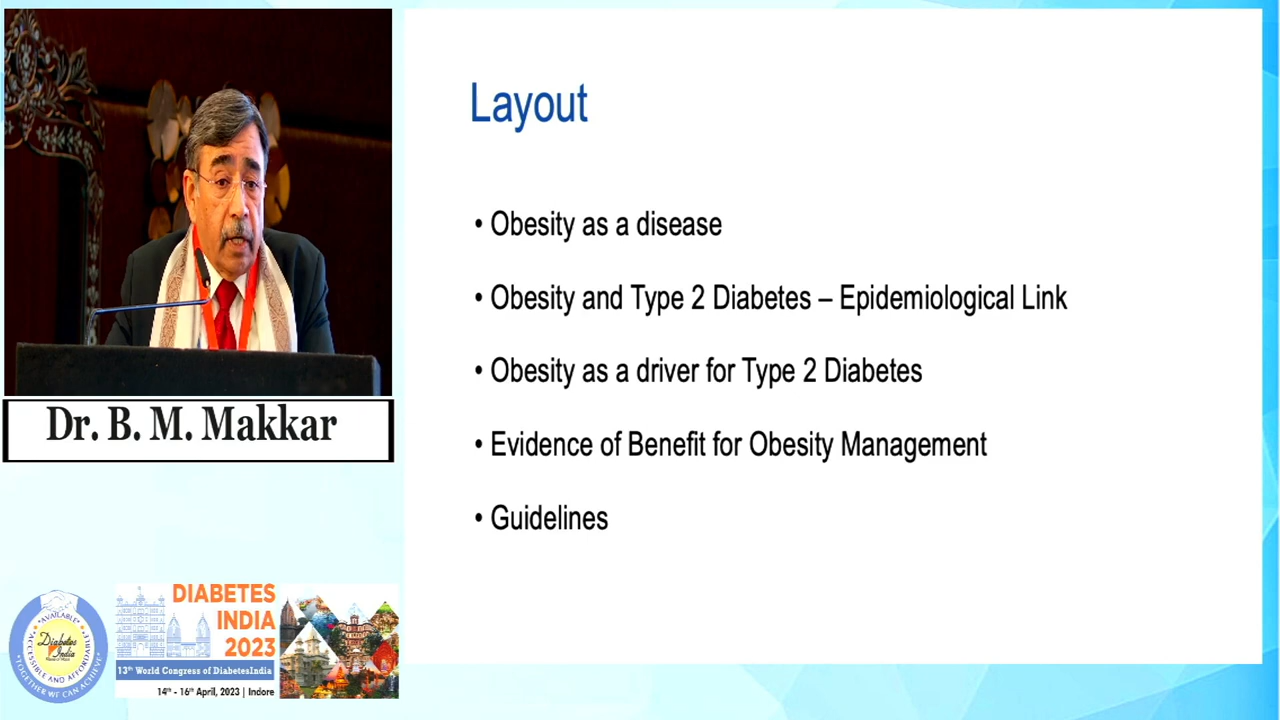 Layout
• Obesity as a disease
• Obesity and Type 2 Diabetes – Epidemiological Link
• Obesity as a driver for Type 2 Diabetes
• Evidence of Benefit for Obesity Management
• Guidelines
Dr. B. M. Makkar
*AVAILABLE*
*ACCESSIBLE AND AFFORDABLE*
Diabetes
India
*TOGETHER WE CAN ACHIEVE*
DIABETES
INDIA
2023
13th World Congress of DiabetesIndia
14th - 16th April, 2023 | Indore